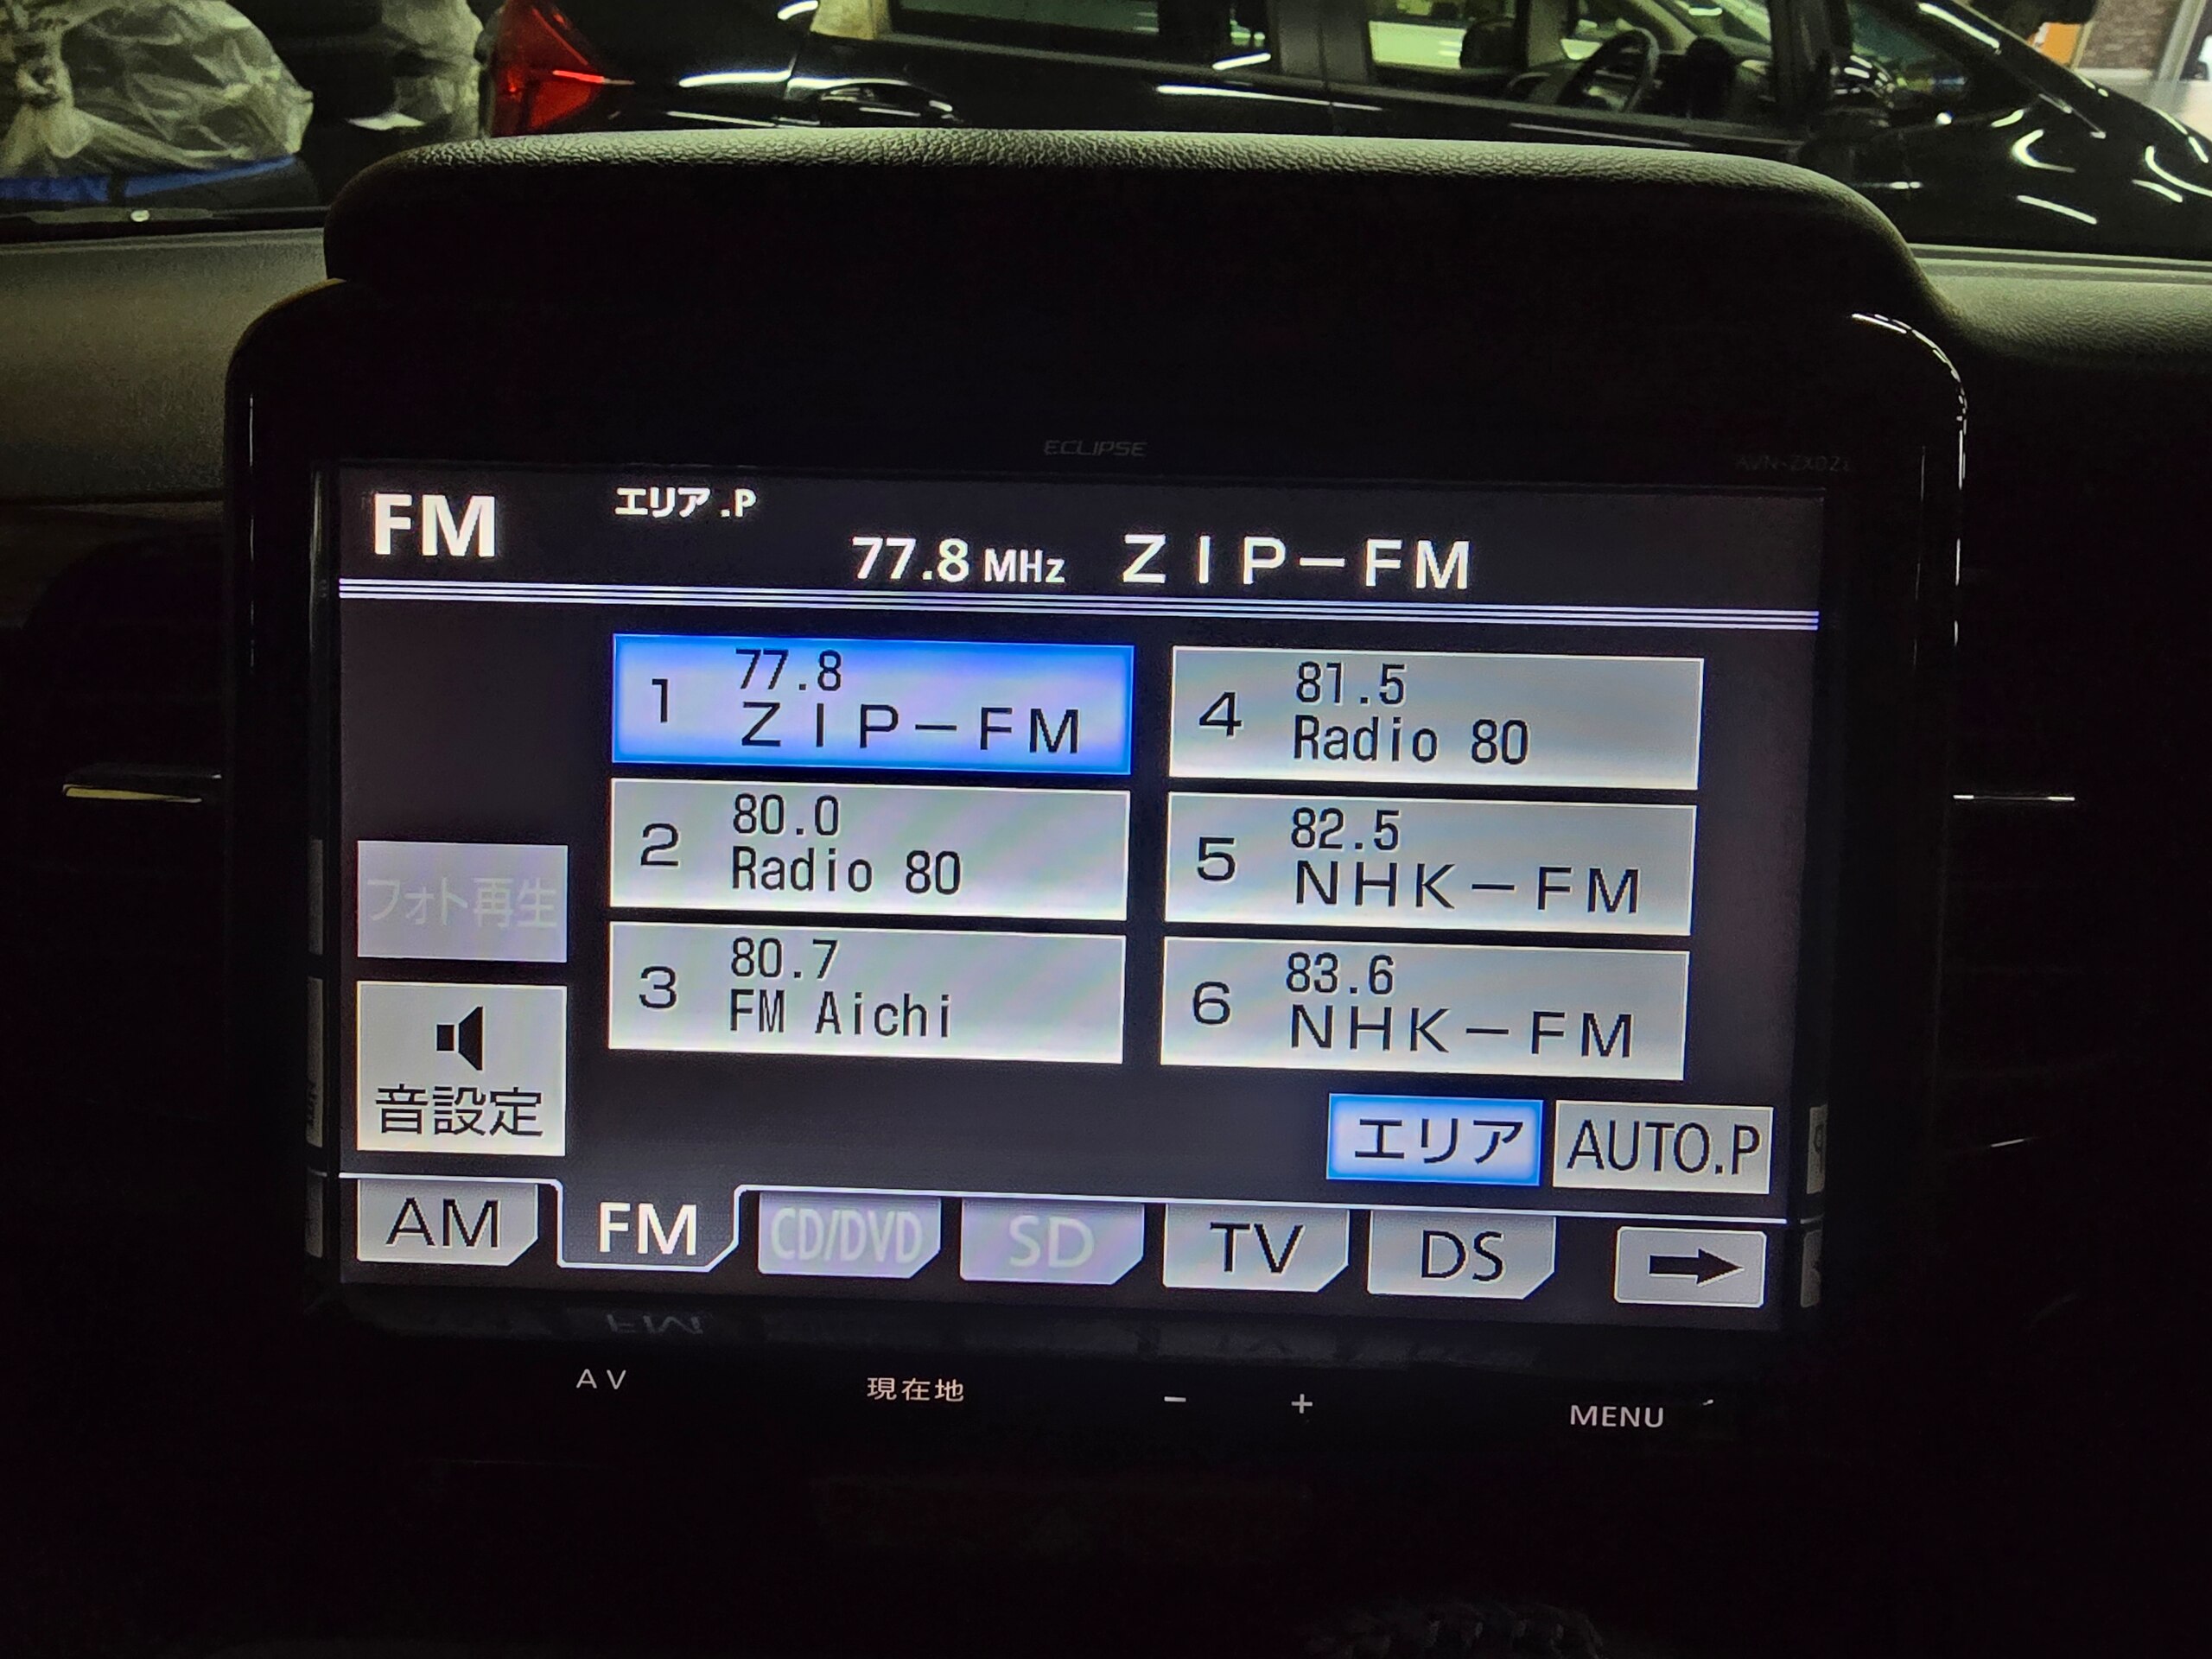 ECLIPSE
FM
エリア.P
77.8 MHz ZIP-FM
1 77.8
ZIP-FM
2 80.0
Radio 80
3 80.7
FM Aichi
4 81.5
Radio 80
5 82.5
NHK-FM
6 83.6
NHK-FM
フォト再生
音設定
エリア
AUTO.P
AM
FM
CD/DVD
SD
TV
DS
AV
現在地
-
+
MENU